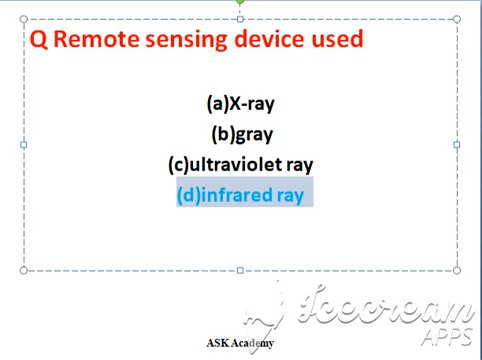 Q Remote sensing device used
(a)X-ray
(b)gray
(c)ultraviolet ray
(d)infrared ray
Icecream
APPS
ASK Academy